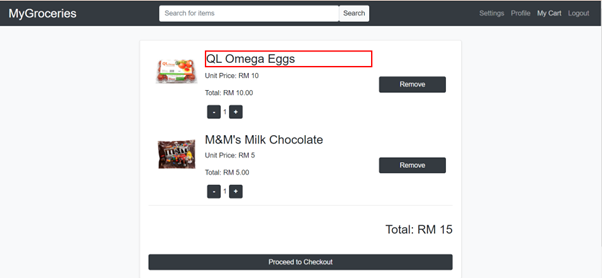 MyGroceries
Search for items
Search
Settings
Profile
My Cart
Logout
QL Omega Eggs
Unit Price: RM 10
Total: RM 10.00
- 1 +
Remove
M&M's Milk Chocolate
Unit Price: RM 5
Total: RM 5.00
- 1 +
Remove
Total: RM 15
Proceed to Checkout